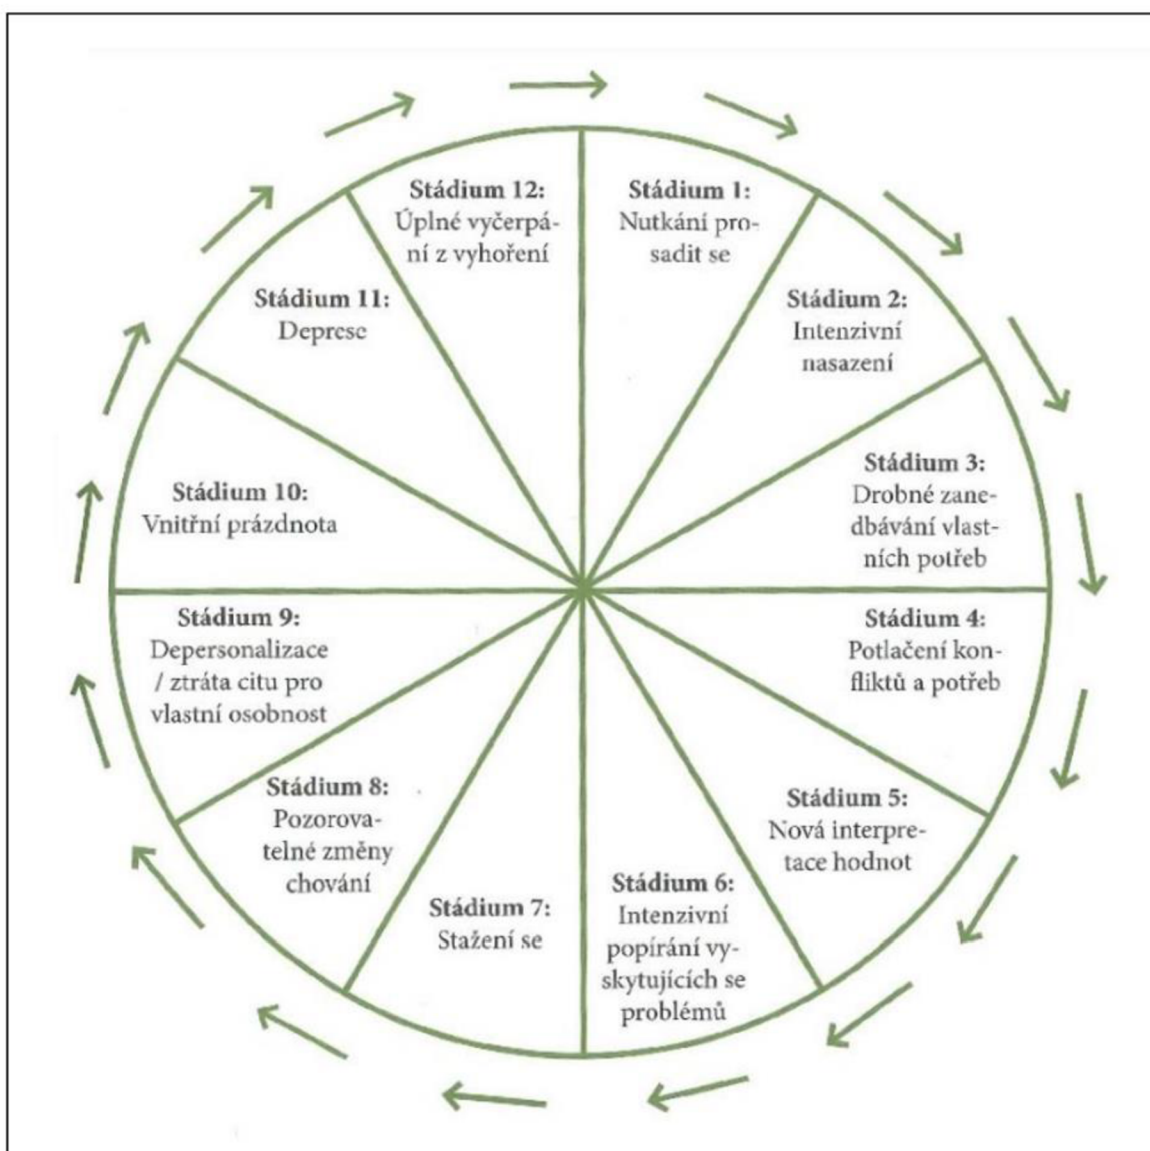 Stádium 1:
Nutkání pro-
sadit se
Stádium 2:
Intenzivní
nasazení
Stádium 3:
Drobné zane-
dbávání vlast-
ních potřeb
Stádium 4:
Potlačení kon-
fliktů a potřeb
Stádium 5:
Nová interpre-
tace hodnot
Stádium 6:
Intenzivní
popírání vy-
skytujících se
problémů
Stádium 7:
Stažení se
Stádium 8:
Pozorova-
telné změny
chování
Stádium 9:
Depersonalizace
/ ztráta citu pro
vlastní osobnost
Stádium 10:
Vnitřní prázdnota
Stádium 11:
Deprese
Stádium 12:
Úplné vyčerpá-
ní z vyhoření